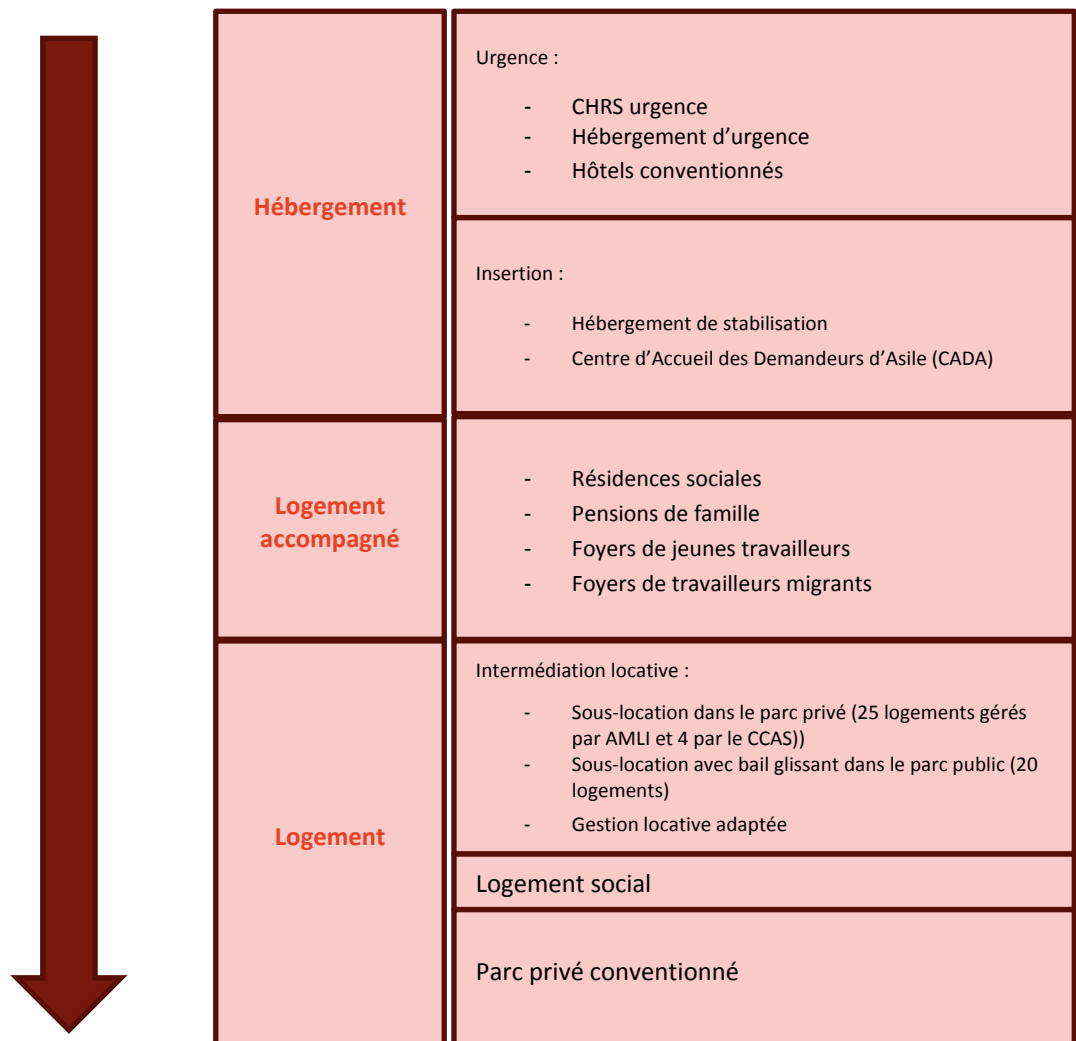 Hébergement
Urgence :
- CHRS urgence
- Hébergement d'urgence
- Hôtels conventionnés
Insertion :
- Hébergement de stabilisation
- Centre d'Accueil des Demandeurs d'Asile (CADA)
Logement
accompagné
- Résidences sociales
- Pensions de famille
- Foyers de jeunes travailleurs
- Foyers de travailleurs migrants
Logement
Intermédiation locative :
- Sous-location dans le parc privé (25 logements gérés
par AMLI et 4 par le CCAS))
- Sous-location avec bail glissant dans le parc public (20
logements)
- Gestion locative adaptée
Logement social
Parc privé conventionné